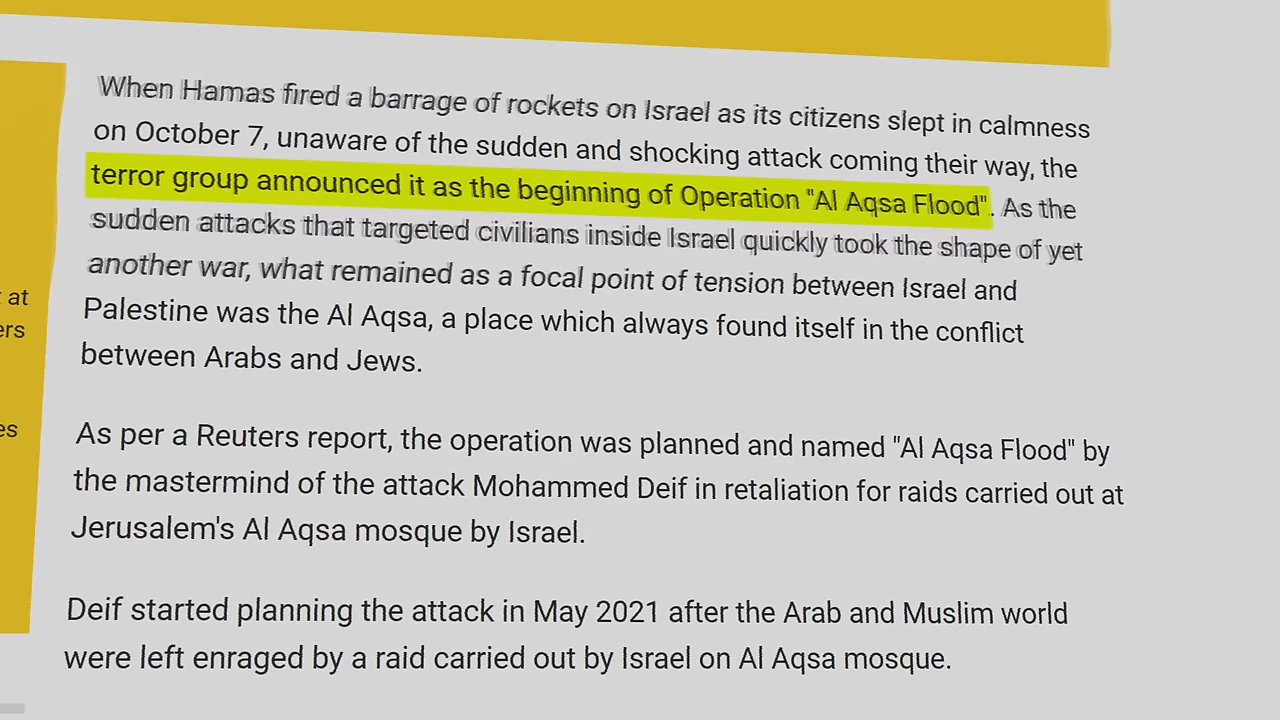 When Hamas fired a barrage of rockets on Israel as its citizens slept in calmness
on October 7, unaware of the sudden and shocking attack coming their way, the
terror group announced it as the beginning of Operation "Al Aqsa Flood". As the
sudden attacks that targeted civilians inside Israel quickly took the shape of yet
another war, what remained as a focal point of tension between Israel and
Palestine was the Al Aqsa, a place which always found itself in the conflict
between Arabs and Jews.
As per a Reuters report, the operation was planned and named "Al Aqsa Flood" by
the mastermind of the attack Mohammed Deif in retaliation for raids carried out at
Jerusalem's Al Aqsa mosque by Israel.
Deif started planning the attack in May 2021 after the Arab and Muslim world
were left enraged by a raid carried out by Israel on Al Aqsa mosque.
at